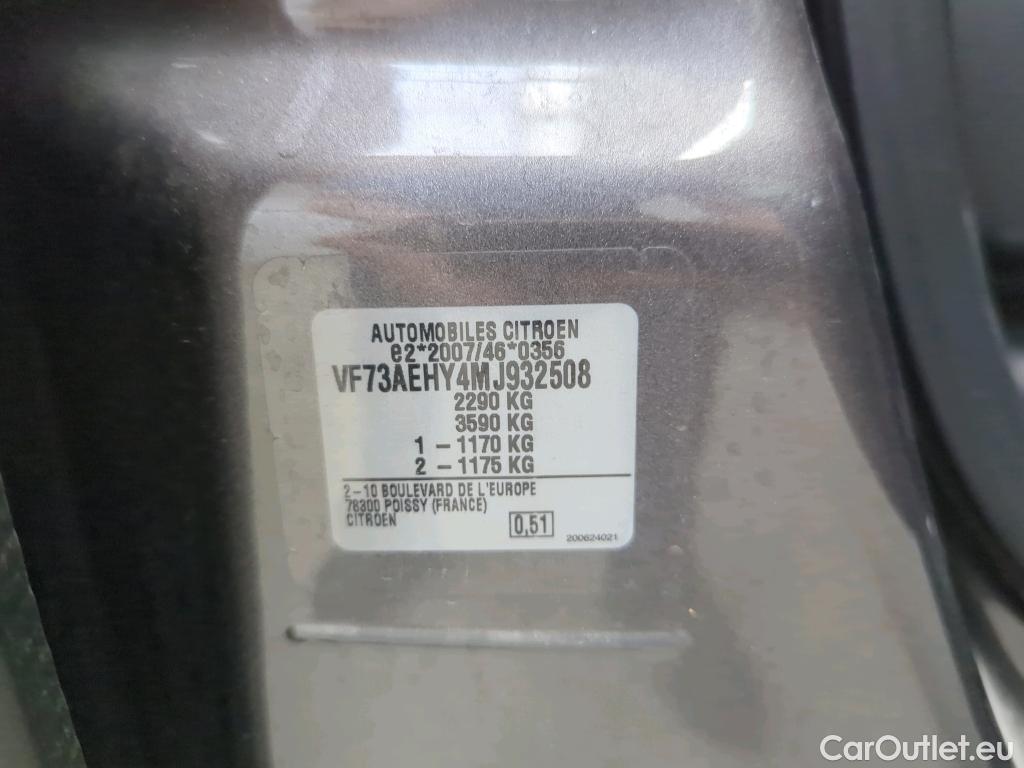 AUTOMOBILES CITROEN
e2*2007/46*0356
VF73AEHY4MJ932508
2290 KG
3590 KG
1 - 1170 KG
2 - 1175 KG
2-10 BOULEVARD DE L'EUROPE
78300 POISSY (FRANCE)
CITROEN
0,51
200624021
CarOutlet.eu